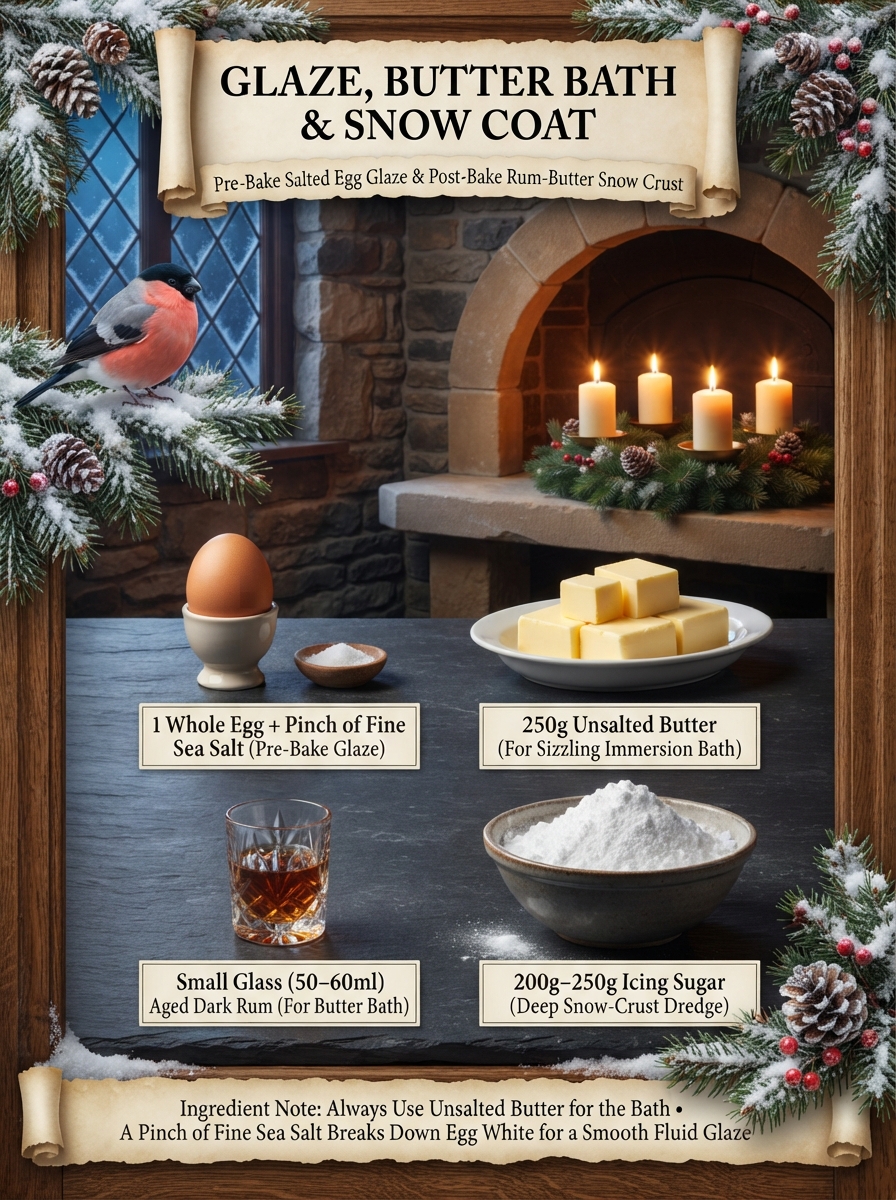 GLAZE, BUTTER BATH
& SNOW COAT
Pre-Bake Salted Egg Glaze & Post-Bake Rum-Butter Snow Crust
1 Whole Egg + Pinch of Fine
Sea Salt (Pre-Bake Glaze)
250g Unsalted Butter
(For Sizzling Immersion Bath)
Small Glass (50–60ml)
Aged Dark Rum (For Butter Bath)
200g–250g Icing Sugar
(Deep Snow-Crust Dredge)
Ingredient Note: Always Use Unsalted Butter for the Bath •
A Pinch of Fine Sea Salt Breaks Down Egg White for a Smooth Fluid Glaze